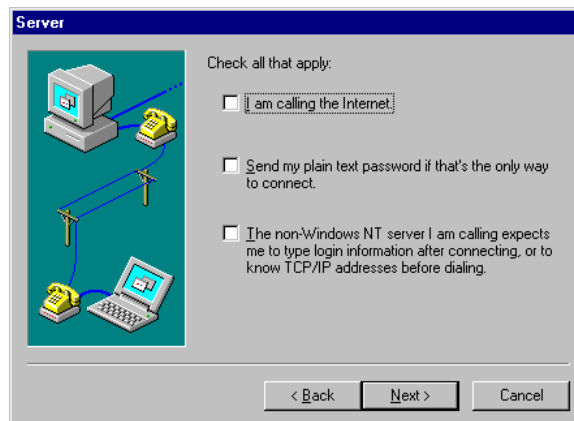 Server
Check all that apply:
I am calling the Internet.
Send my plain text password if that's the only way
to connect.
The non-Windows NT server I am calling expects
me to type login information after connecting, or to
know TCP/IP addresses before dialing.
< Back
Next >
Cancel